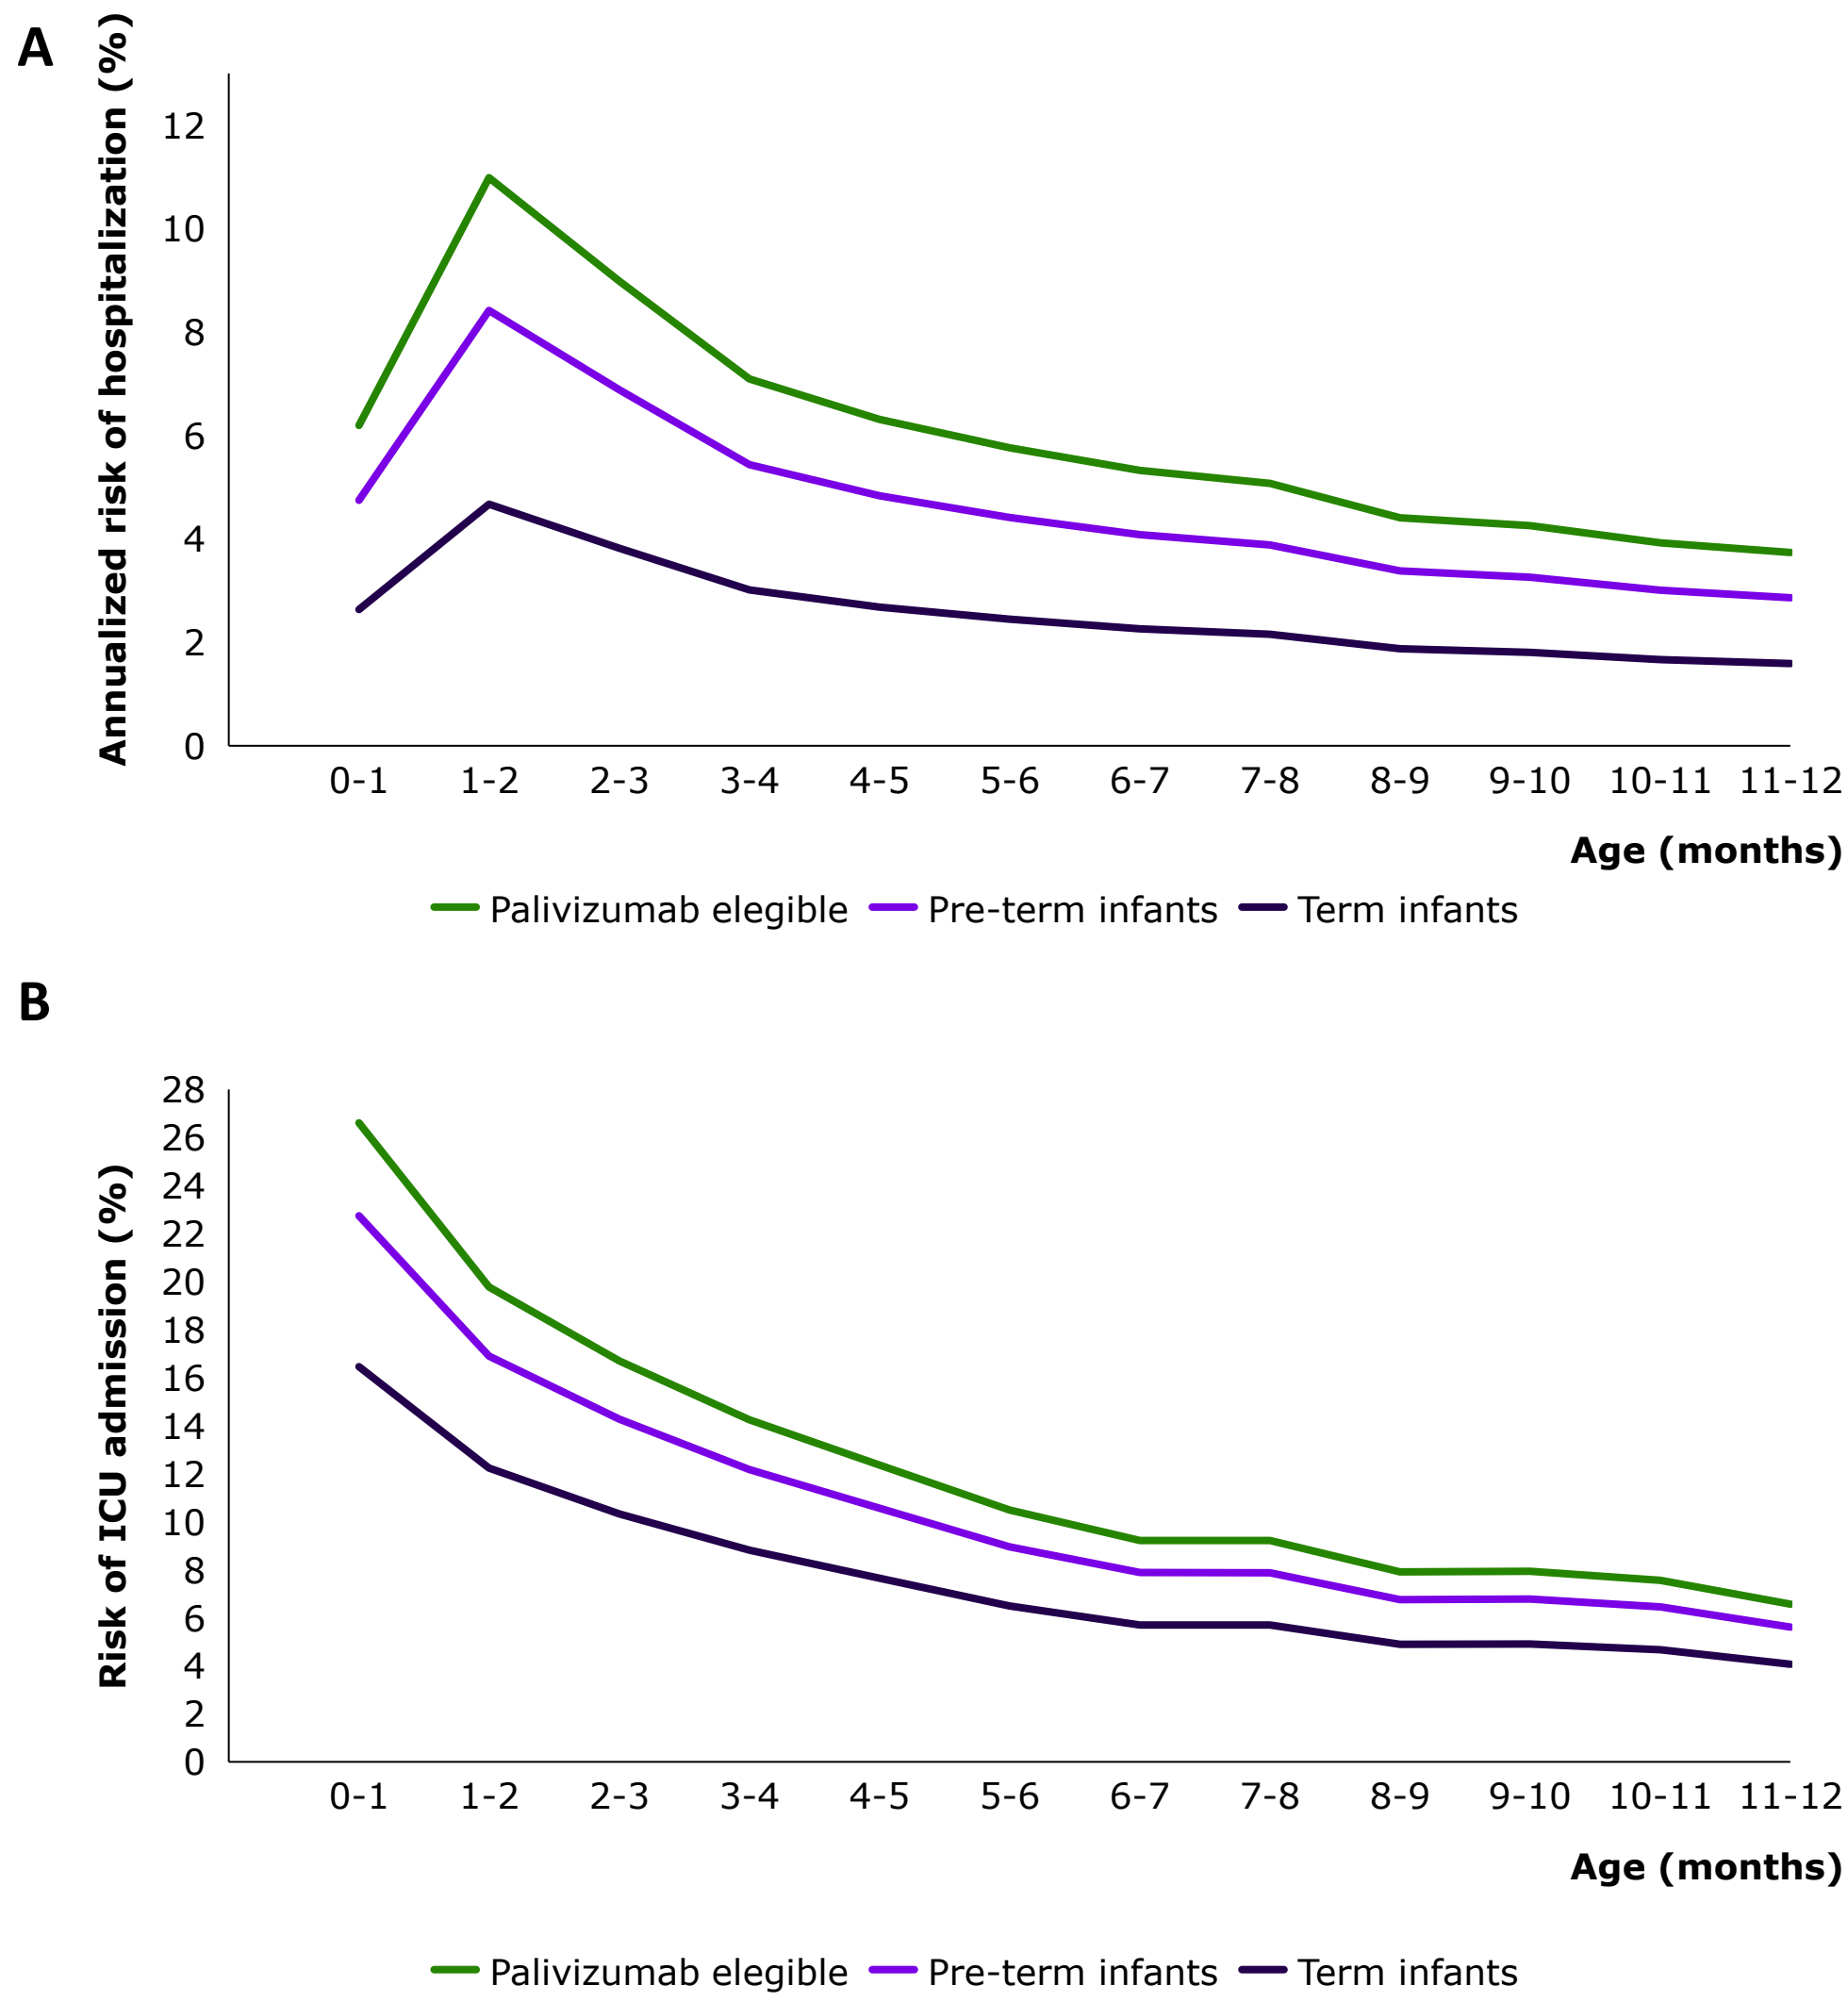 A
Annualized risk of hospitalization (%)
12
10
8
6
4
2
0
0-1 1-2 2-3 3-4 4-5 5-6 6-7 7-8 8-9 9-10 10-11 11-12
Age (months)
Palivizumab elegible Pre-term infants Term infants
B
Risk of ICU admission (%)
28
26
24
22
20
18
16
14
12
10
8
6
4
2
0
0-1 1-2 2-3 3-4 4-5 5-6 6-7 7-8 8-9 9-10 10-11 11-12
Age (months)
Palivizumab elegible Pre-term infants Term infants